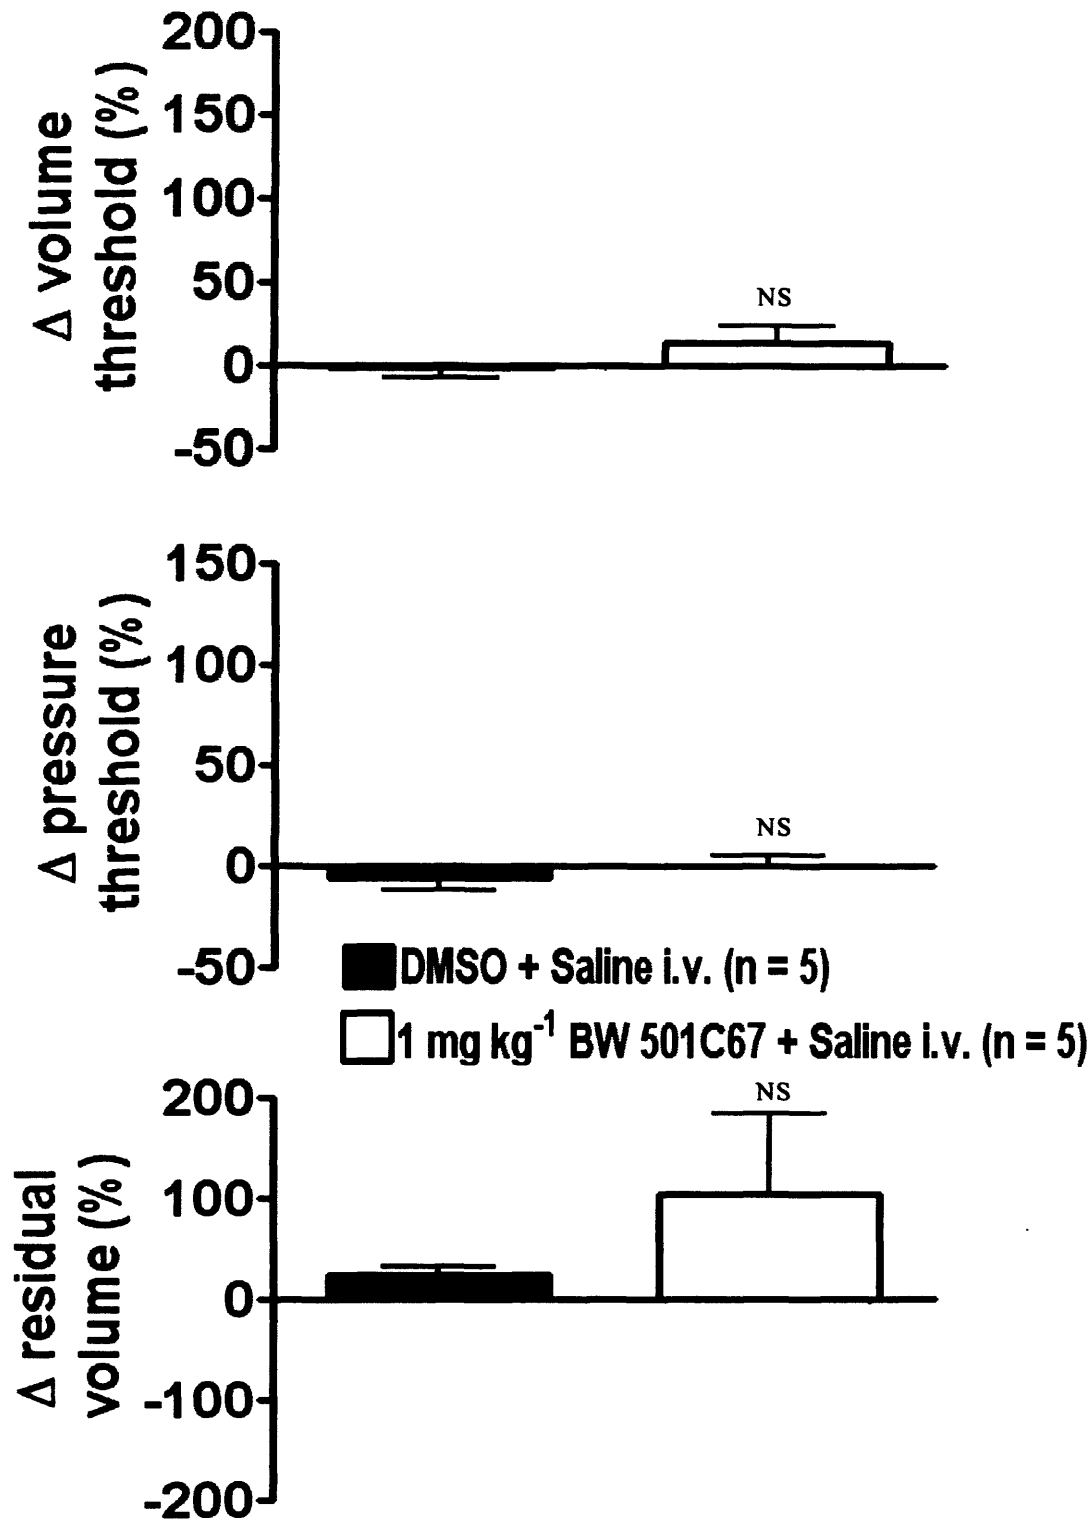 Δ volume
threshold (%)
200
150
100
50
0
-50
NS
Δ pressure
threshold (%)
150
100
50
0
-50
NS
DMSO + Saline i.v. (n = 5)
1 mg kg⁻¹ BW 501C67 + Saline i.v. (n = 5)
Δ residual
volume (%)
200
100
0
-100
-200
NS